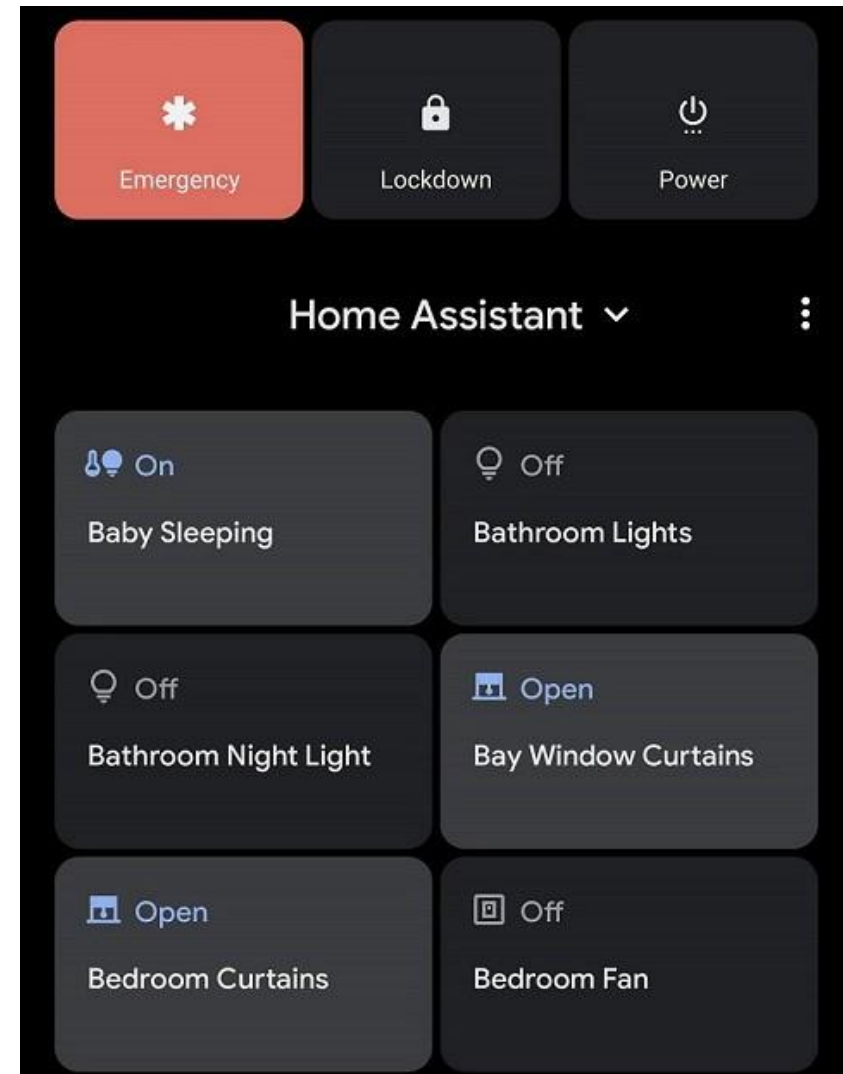 Emergency
Lockdown
Power
Home Assistant
On
Baby Sleeping
Off
Bathroom Lights
Off
Bathroom Night Light
Open
Bay Window Curtains
Open
Bedroom Curtains
Off
Bedroom Fan